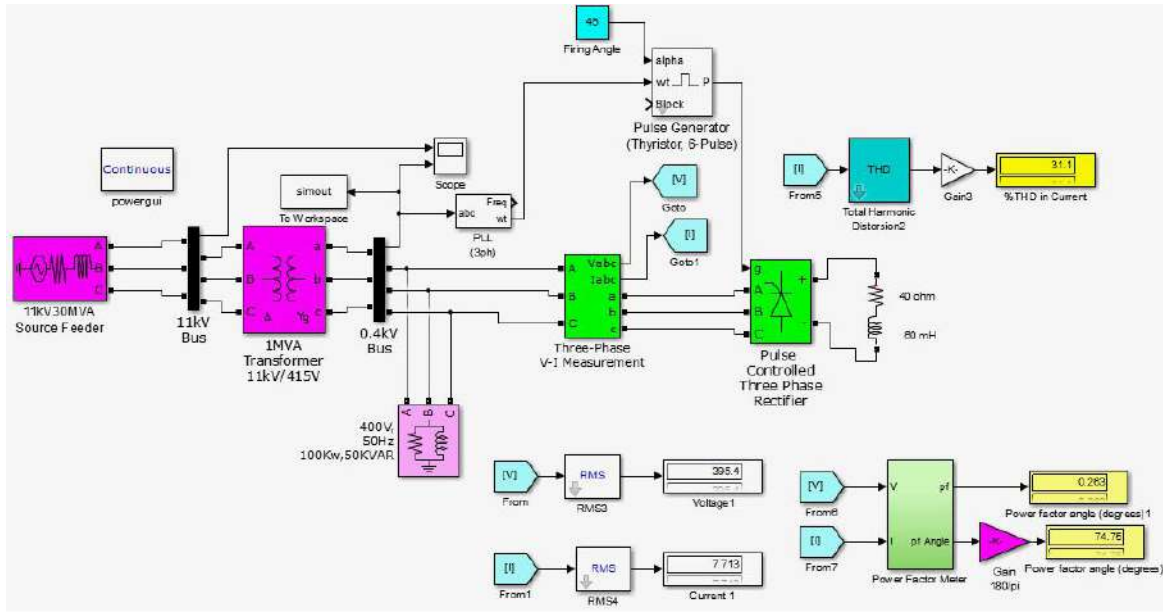 45
Firing Angle
alpha
wt
P
Block
Pulse Generator
(Thyristor, 6-Pulse)
Continuous
powergui
Scope
simout
To Workspace
Freq
abc
wt
PLL
(3ph)
[V]
Goto
[I]
Goto1
[I]
From5
THD
Total Harmonic
Distorsion2
-K-
Gain3
31.1
%THD in Current
A
B
C
11kV30MVA
Source Feeder
11kV
Bus
A
B
C
a
b
c
Δ
Yg
1MVA
Transformer
11kV/415V
0.4kV
Bus
A
B
C
Vabc
Iabc
a
b
c
Three-Phase
V-I Measurement
g
A
B
C
+
-
Pulse
Controlled
Three Phase
Rectifier
40 ohm
60 mH
A B C
400V,
50Hz
100Kw,50KVAR
[V]
From
RMS
RMS3
395.4
Voltage1
[I]
From1
RMS
RMS4
7.713
Current 1
[V]
From6
[I]
From7
V
I
pf
pf Angle
Power Factor Meter
0.263
Power factor angle (degrees)1
-K-
Gain
180/pi
74.75
Power factor angle (degrees)